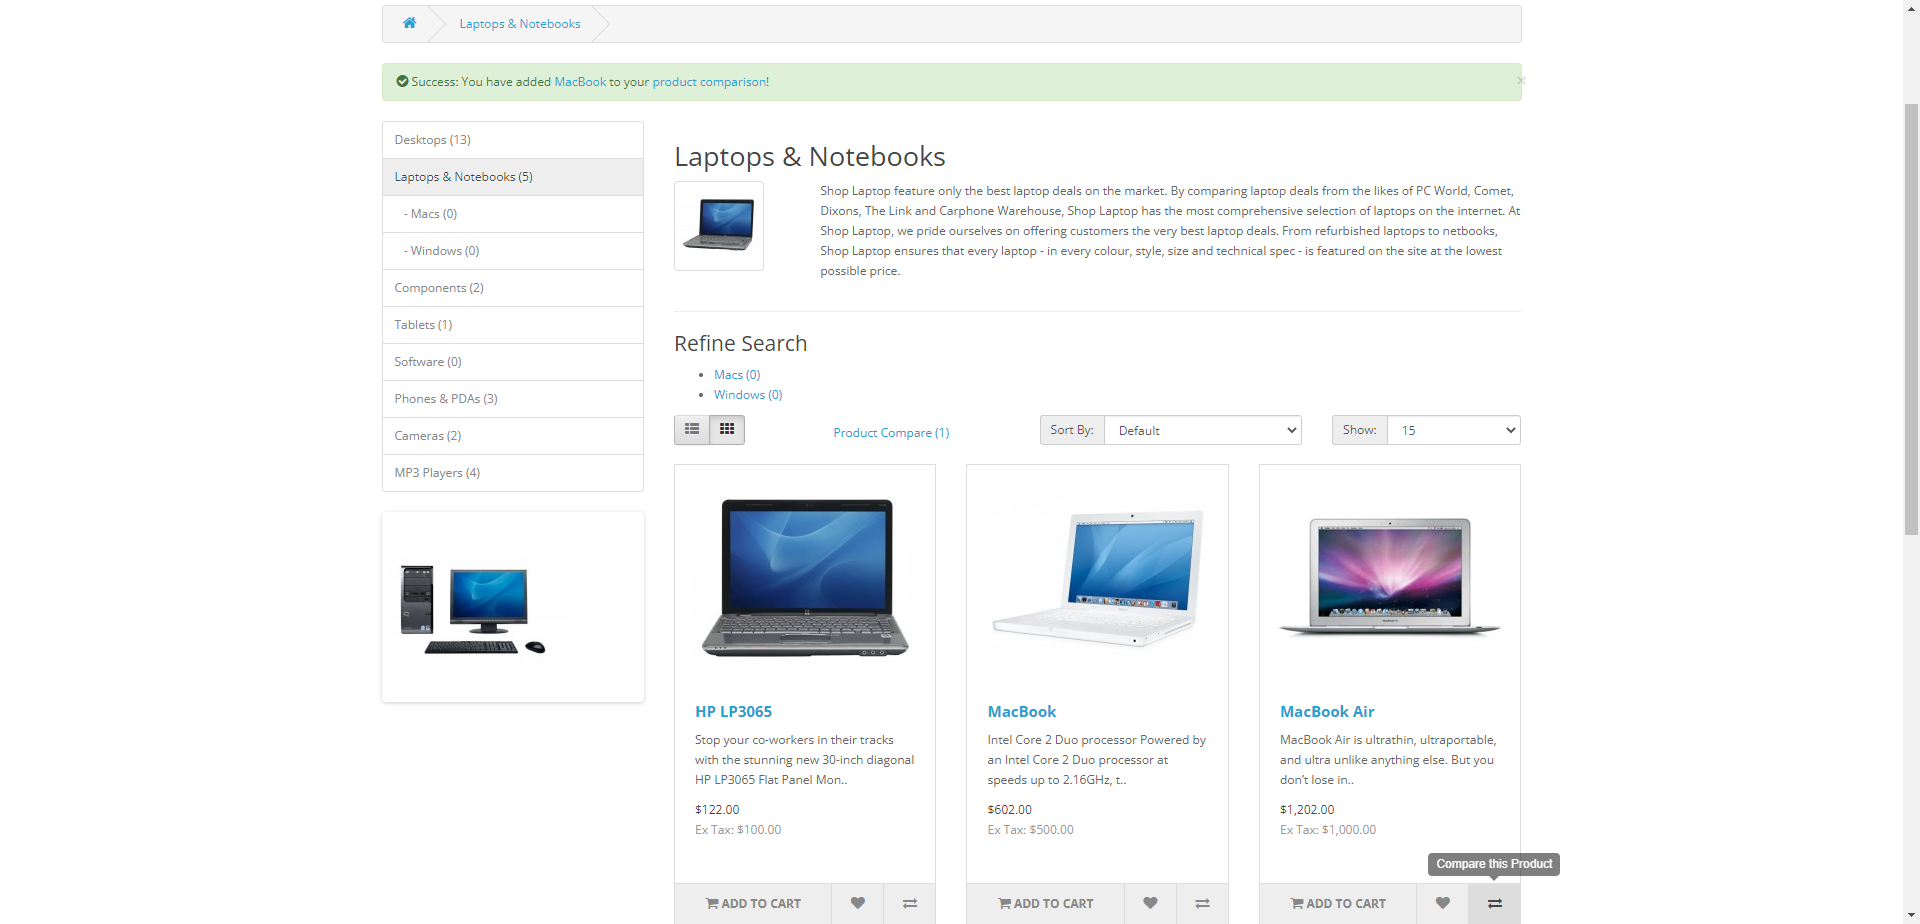 Laptops & Notebooks
Success: You have added MacBook to your product comparison!
×
Desktops (13)
Laptops & Notebooks (5)
- Macs (0)
- Windows (0)
Components (2)
Tablets (1)
Software (0)
Phones & PDAs (3)
Cameras (2)
MP3 Players (4)
Laptops & Notebooks
Shop Laptop feature only the best laptop deals on the market. By comparing laptop deals from the likes of PC World, Comet,
Dixons, The Link and Carphone Warehouse, Shop Laptop has the most comprehensive selection of laptops on the internet. At
Shop Laptop, we pride ourselves on offering customers the very best laptop deals. From refurbished laptops to netbooks,
Shop Laptop ensures that every laptop - in every colour, style, size and technical spec - is featured on the site at the lowest
possible price.
Refine Search
Macs (0)
Windows (0)
Product Compare (1)
Sort By: Default
Show: 15
HP LP3065
Stop your co-workers in their tracks
with the stunning new 30-inch diagonal
HP LP3065 Flat Panel Mon..
$122.00
Ex Tax: $100.00
ADD TO CART
MacBook
Intel Core 2 Duo processor Powered by
an Intel Core 2 Duo processor at
speeds up to 2.16GHz, t..
$602.00
Ex Tax: $500.00
ADD TO CART
MacBook Air
MacBook Air is ultrathin, ultraportable,
and ultra unlike anything else. But you
don't lose in..
$1,202.00
Ex Tax: $1,000.00
Compare this Product
ADD TO CART